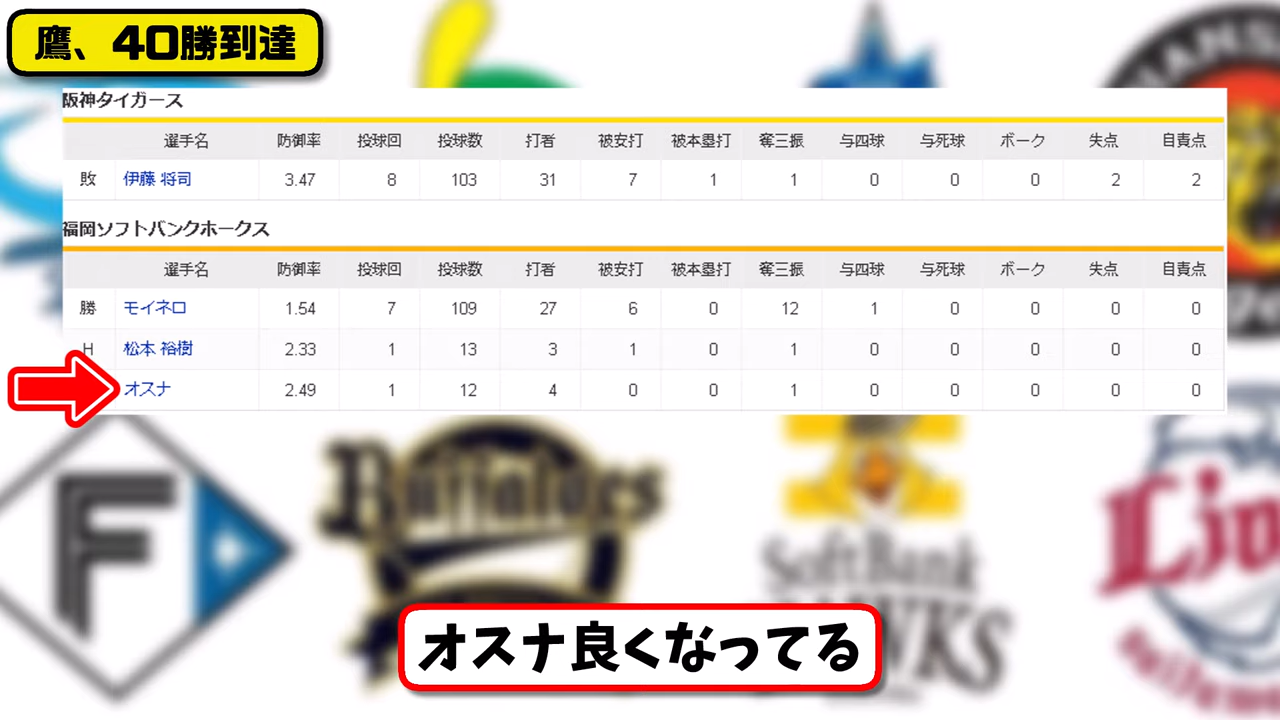 鷹、40勝到達
阪神タイガース
選手名 防御率 投球回 投球数 打者 被安打 被本塁打 奪三振 与四球 与死球 ボーク 失点 自責点
敗 伊藤 将司 3.47 8 103 31 7 1 1 0 0 0 2 2
福岡ソフトバンクホークス
選手名 防御率 投球回 投球数 打者 被安打 被本塁打 奪三振 与四球 与死球 ボーク 失点 自責点
勝 モイネロ 1.54 7 109 27 6 0 12 1 0 0 0 0
H 松本 裕樹 2.33 1 13 3 1 0 1 0 0 0 0 0
オスナ 2.49 1 12 4 0 0 1 0 0 0 0 0
F
Buffaloes
SoftBank
HAWKS
オスナ良くなってる